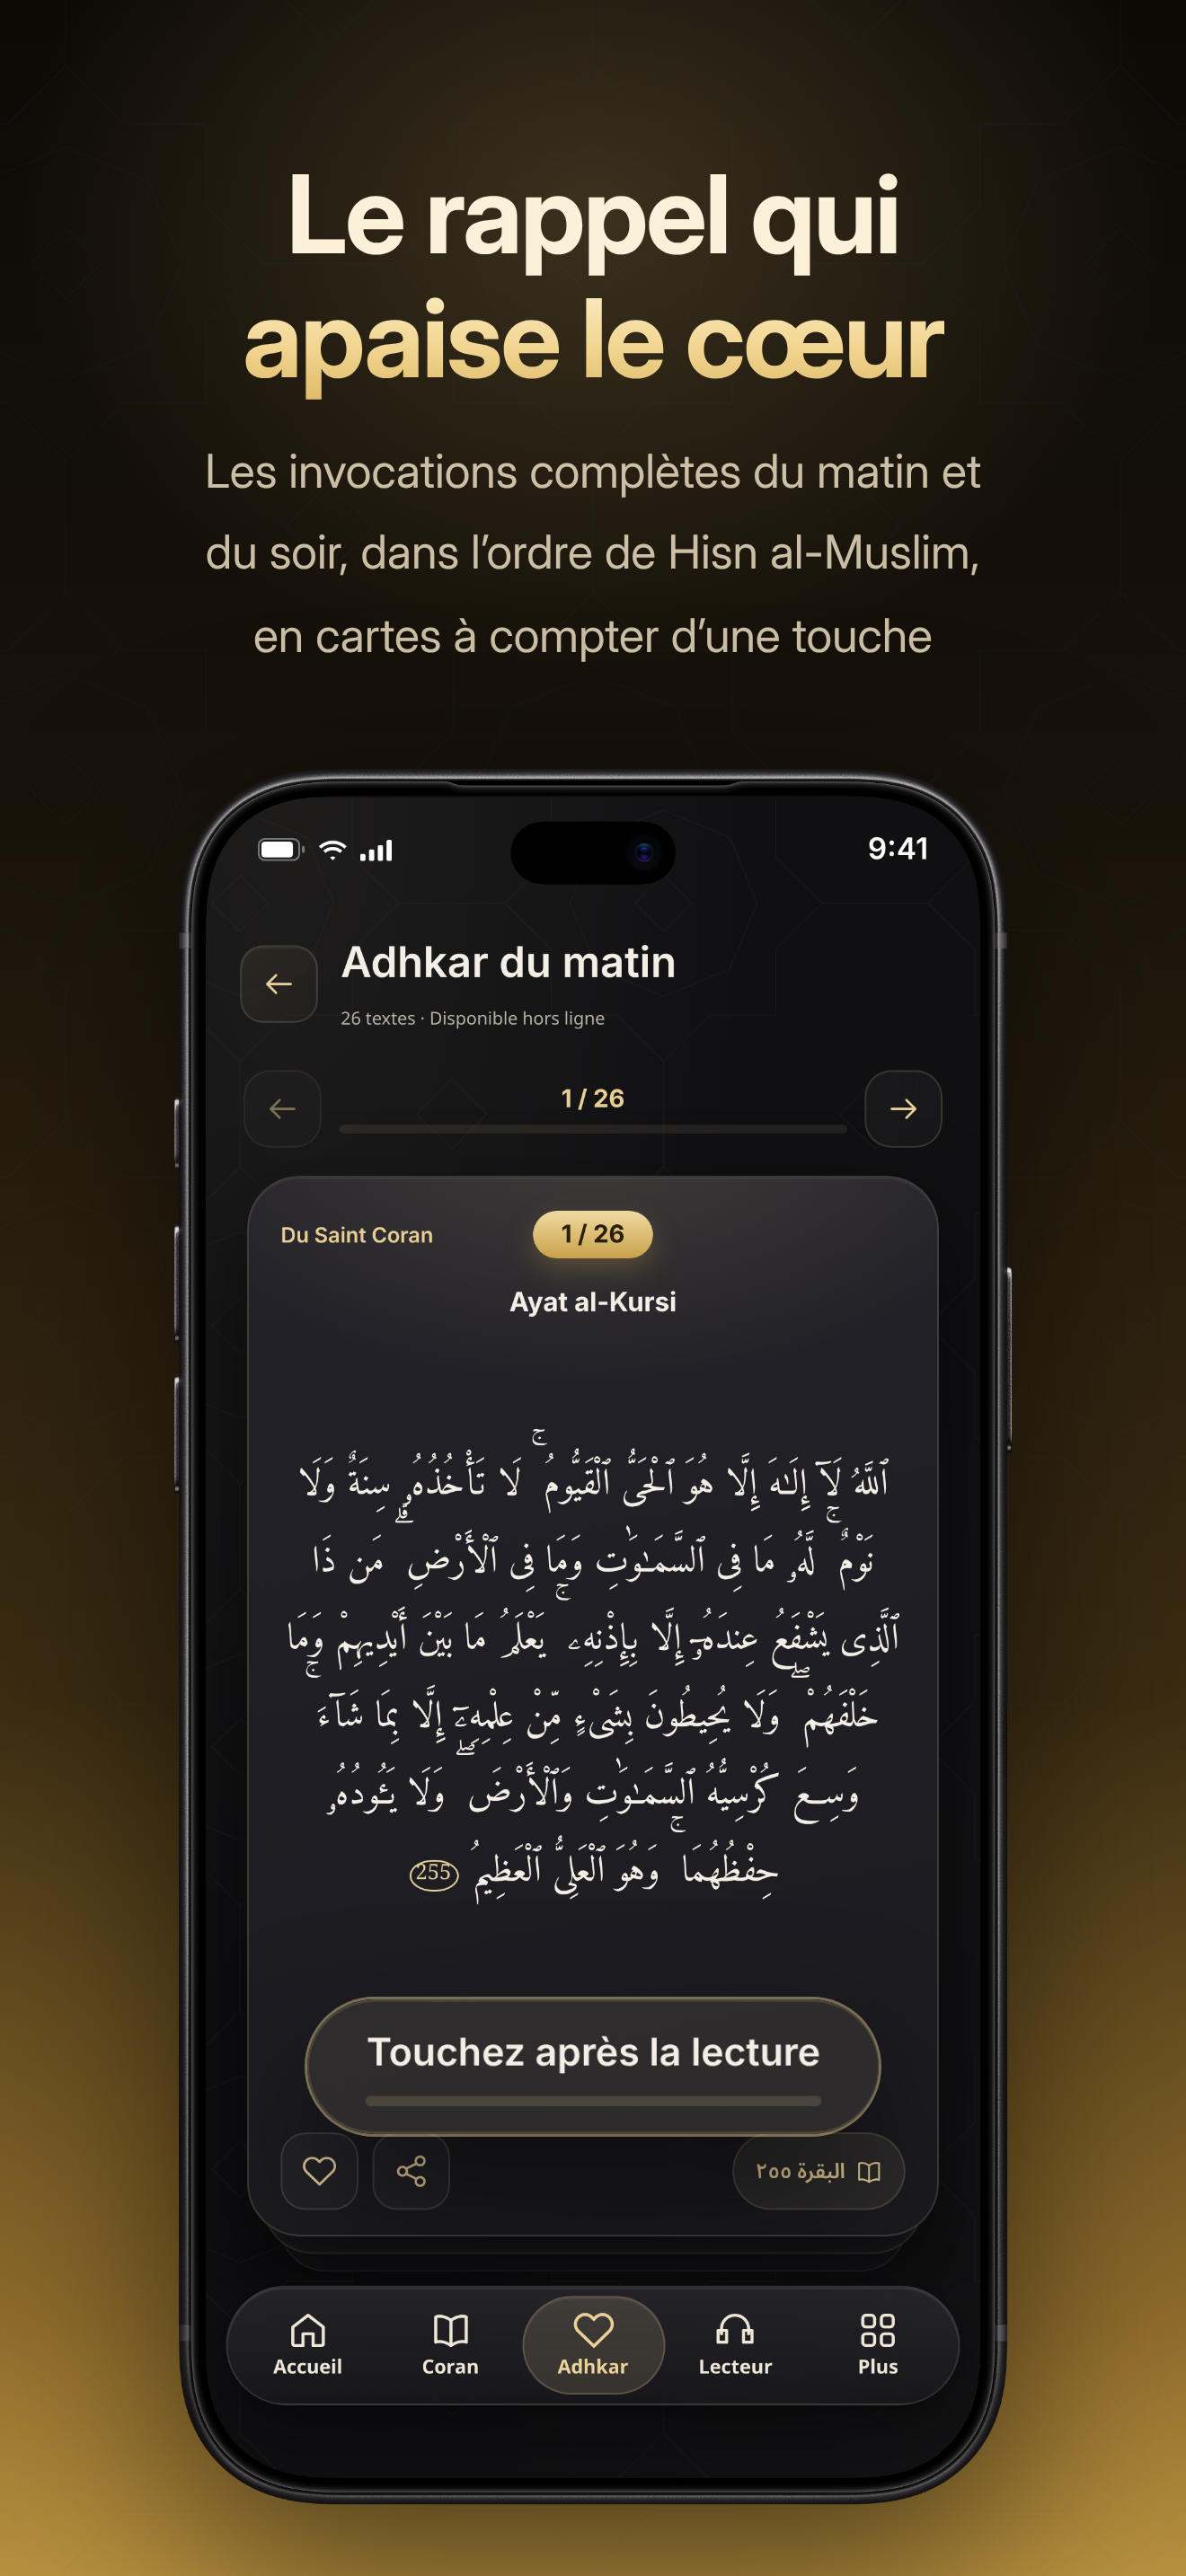 Le rappel qui
apaise le cœur
Les invocations complètes du matin et
du soir, dans l’ordre de Hisn al-Muslim,
en cartes à compter d’une touche
9:41
Adhkar du matin
26 textes · Disponible hors ligne
1 / 26
Du Saint Coran
1 / 26
Ayat al-Kursi
ٱللَّهُ لَآ إِلَـٰهَ إِلَّا هُوَ ٱلْحَىُّ ٱلْقَيُّومُ ۚ لَا تَأْخُذُهُۥ سِنَةٌ وَلَا
نَوْمٌ ۚ لَّهُۥ مَا فِى ٱلسَّمَـٰوَٰتِ وَمَا فِى ٱلْأَرْضِ ۗ مَن ذَا
ٱلَّذِى يَشْفَعُ عِندَهُۥٓ إِلَّا بِإِذْنِهِۦ ۚ يَعْلَمُ مَا بَيْنَ أَيْدِيهِمْ وَمَا
خَلْفَهُمْ ۖ وَلَا يُحِيطُونَ بِشَىْءٍ مِّنْ عِلْمِهِۦٓ إِلَّا بِمَا شَآءَ ۚ
وَسِعَ كُرْسِيُّهُ ٱلسَّمَـٰوَٰتِ وَٱلْأَرْضَ ۖ وَلَا يَـُٔودُهُۥ
حِفْظُهُمَا ۚ وَهُوَ ٱلْعَلِىُّ ٱلْعَظِيمُ 255
Touchez après la lecture
البقرة ٢٥٥
Accueil
Coran
Adhkar
Lecteur
Plus